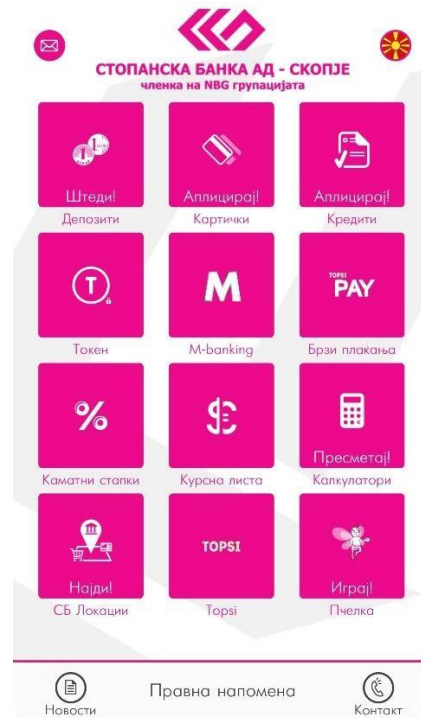 СТОПАНСКА БАНКА АД - СКОПЈЕ
членка на NBG групацијата
Штеди!
Депозити
Аплицирај!
Картички
Аплицирај!
Кредити
T
Токен
M
M-banking
TOPSI
PAY
Брзи плаќања
%
Каматни стапки
Курсна листа
Пресметај!
Калкулатори
Најди!
СБ Локации
TOPSI
Topsi
Играј!
Пчелка
Новости
Правна напомена
Контакт